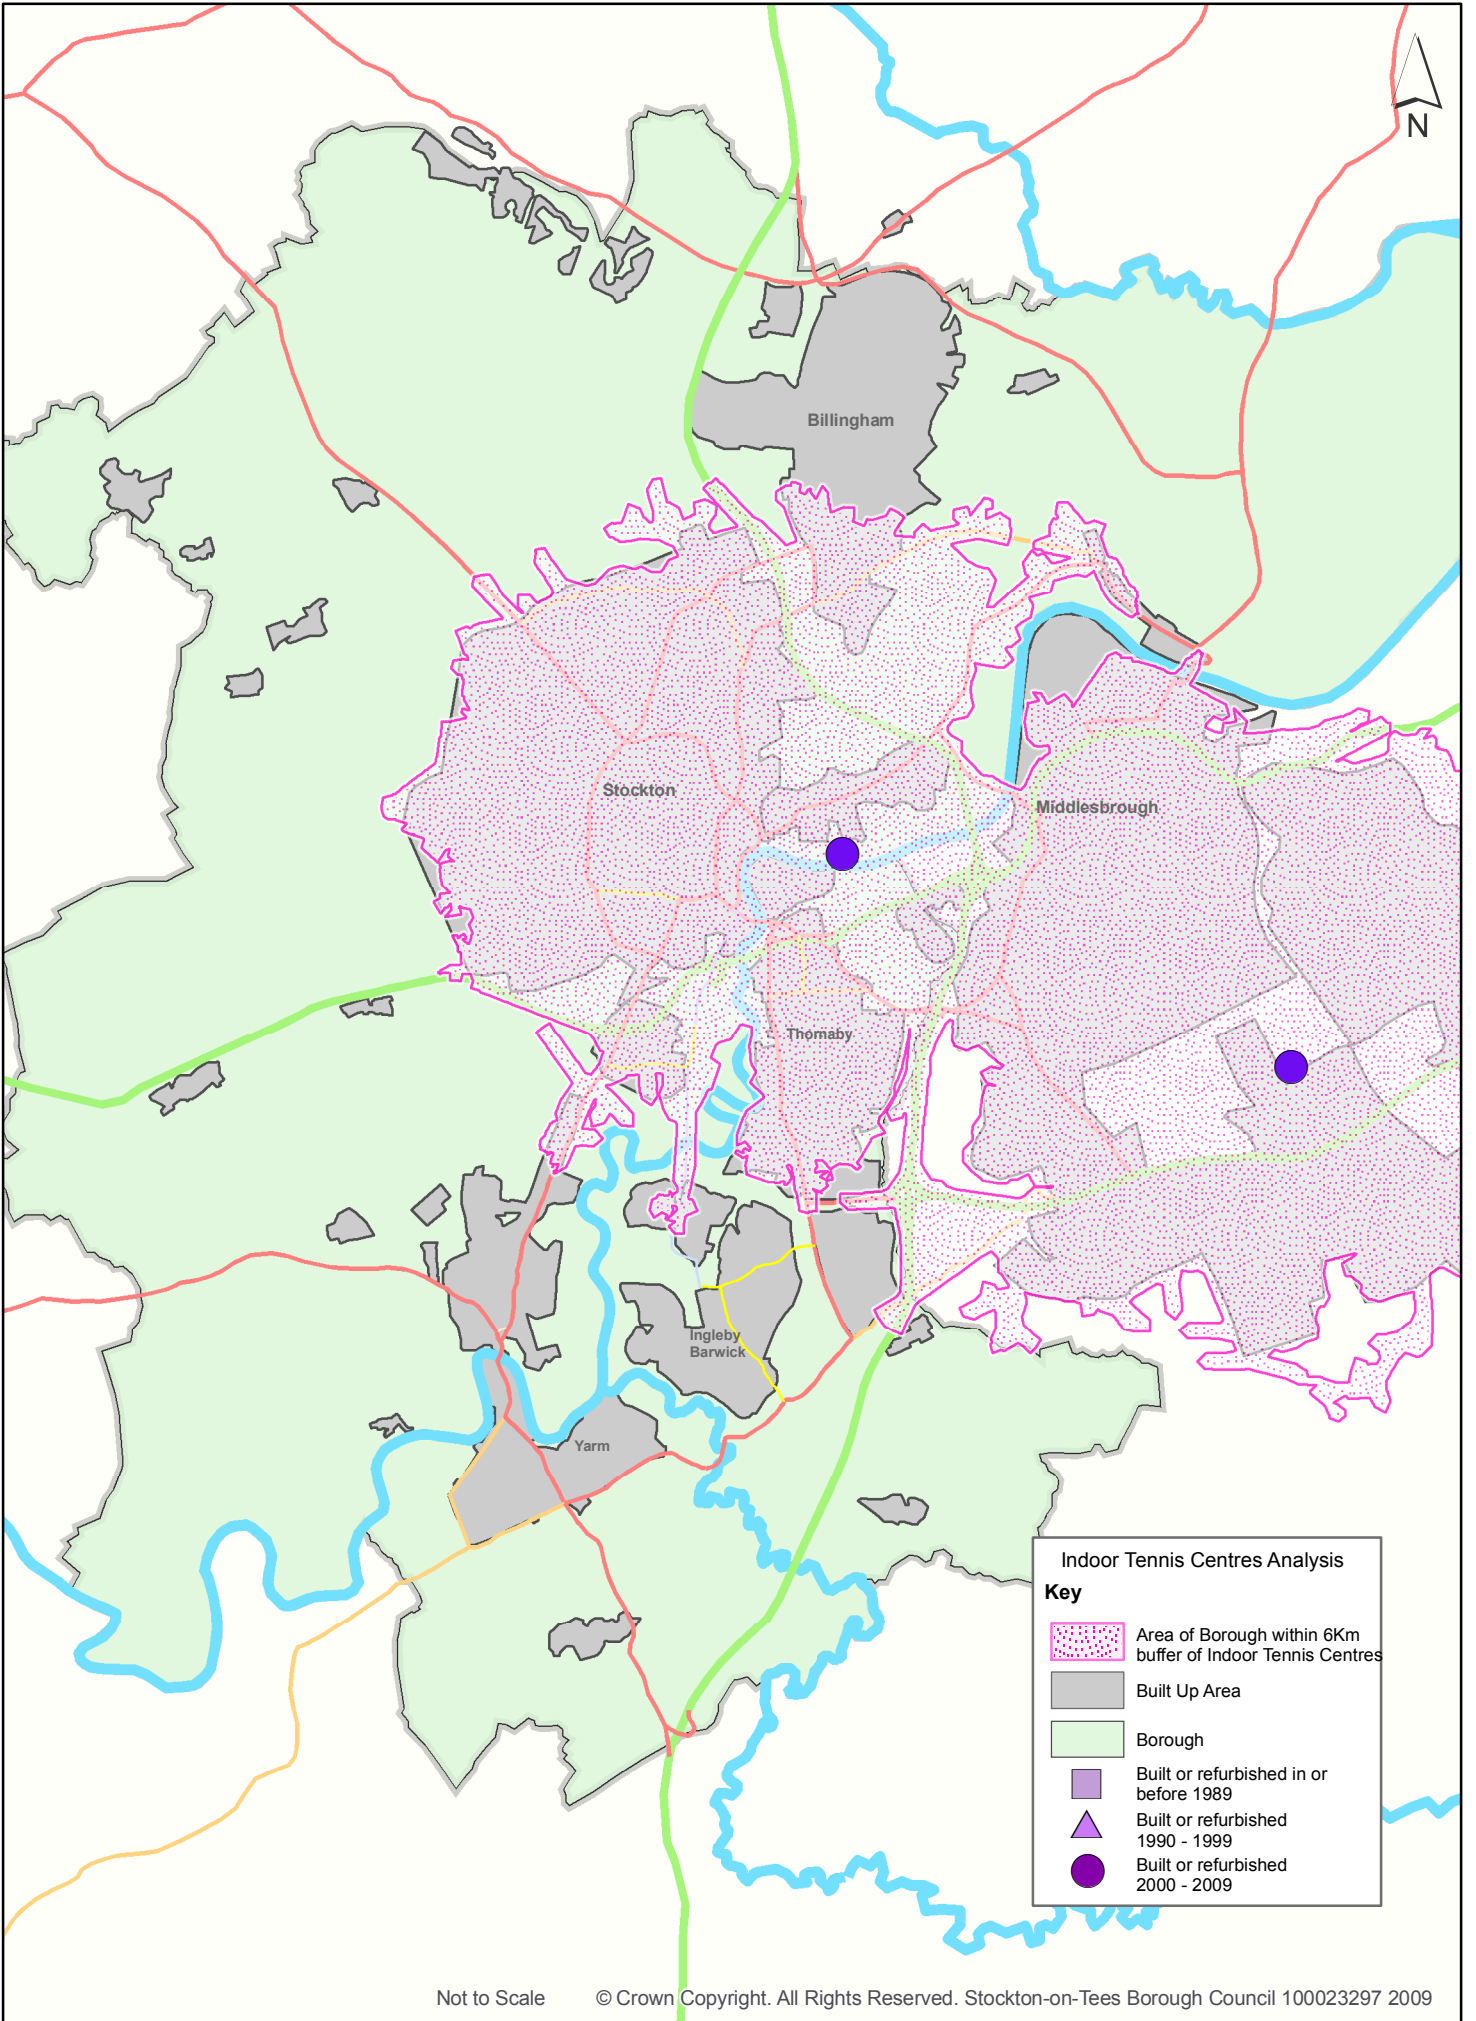 N
Billingham
Stockton
Middlesbrough
Thornaby
Ingleby
Barwick
Yarm
Indoor Tennis Centres Analysis
Key
Area of Borough within 6Km
buffer of Indoor Tennis Centres
Built Up Area
Borough
Built or refurbished in or
before 1989
Built or refurbished
1990 - 1999
Built or refurbished
2000 - 2009
Not to Scale © Crown Copyright. All Rights Reserved. Stockton-on-Tees Borough Council 100023297 2009